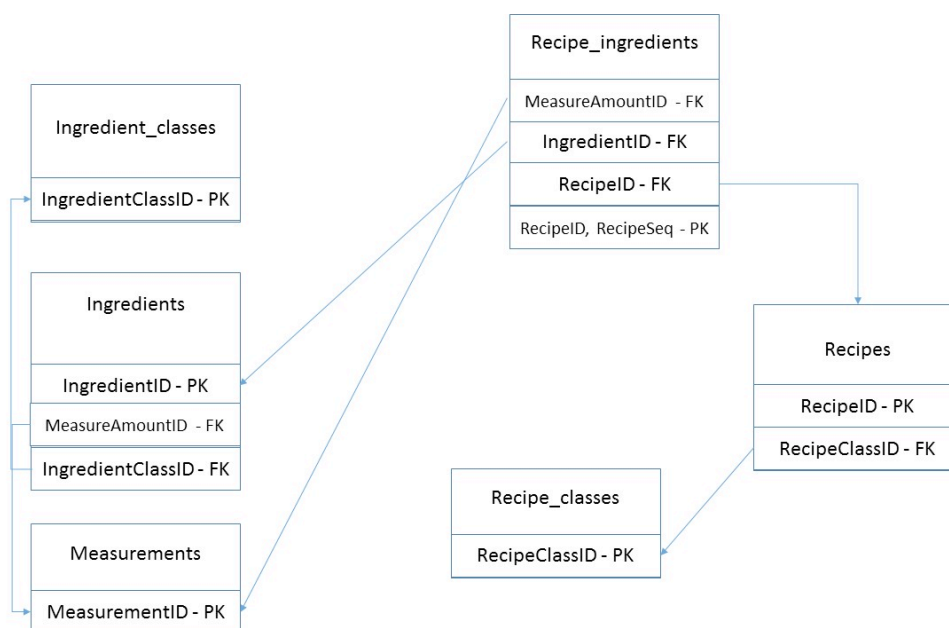 Recipe_ingredients
MeasureAmountID - FK
IngredientID - FK
RecipeID - FK
RecipeID, RecipeSeq - PK
Ingredient_classes
IngredientClassID - PK
Ingredients
IngredientID - PK
MeasureAmountID - FK
IngredientClassID - FK
Measurements
MeasurementID - PK
Recipes
RecipeID - PK
RecipeClassID - FK
Recipe_classes
RecipeClassID - PK